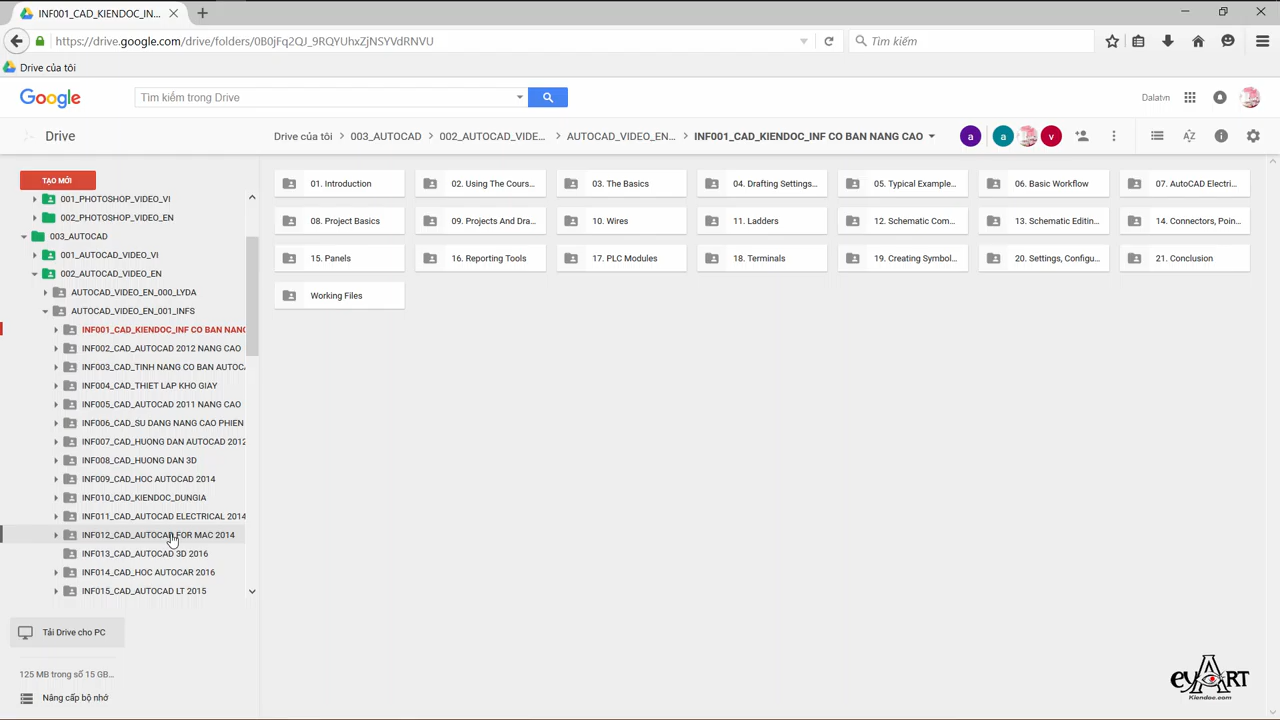 INF001_CAD_KIENDOC_IN...
https://drive.google.com/drive/folders/0B0jFq2QJ_9RQYUhxZjNSYVdRNVU
Tìm kiếm
Drive của tôi
Google
Tìm kiếm trong Drive
Dalatvn
Drive
Drive của tôi
003_AUTOCAD
002_AUTOCAD_VIDE...
AUTOCAD_VIDEO_EN...
INF001_CAD_KIENDOC_INF CO BAN NANG CAO
a
a
v
TẠO MỚI
001_PHOTOSHOP_VIDEO_VI
002_PHOTOSHOP_VIDEO_EN
003_AUTOCAD
001_AUTOCAD_VIDEO_VI
002_AUTOCAD_VIDEO_EN
AUTOCAD_VIDEO_EN_000_LYDA
AUTOCAD_VIDEO_EN_001_INFS
INF001_CAD_KIENDOC_INF CO BAN NANG
INF002_CAD_AUTOCAD 2012 NANG CAO
INF003_CAD_TINH NANG CO BAN AUTOCA
INF004_CAD_THIET LAP KHO GIAY
INF005_CAD_AUTOCAD 2011 NANG CAO
INF006_CAD_SU DANG NANG CAO PHIEN
INF007_CAD_HUONG DAN AUTOCAD 2012
INF008_CAD_HUONG DAN 3D
INF009_CAD_HOC AUTOCAD 2014
INF010_CAD_KIENDOC_DUNGIA
INF011_CAD_AUTOCAD ELECTRICAL 2014
INF012_CAD_AUTOCAD FOR MAC 2014
INF013_CAD_AUTOCAD 3D 2016
INF014_CAD_HOC AUTOCAR 2016
INF015_CAD_AUTOCAD LT 2015
Tải Drive cho PC
125 MB trong số 15 GB...
Nâng cấp bộ nhớ
01. Introduction
02. Using The Cours...
03. The Basics
04. Drafting Settings...
05. Typical Example...
06. Basic Workflow
07. AutoCAD Electri...
08. Project Basics
09. Projects And Dra...
10. Wires
11. Ladders
12. Schematic Com...
13. Schematic Editin...
14. Connectors, Poin...
15. Panels
16. Reporting Tools
17. PLC Modules
18. Terminals
19. Creating Symbol...
20. Settings, Configu...
21. Conclusion
Working Files
eyART
Kiendoc.com